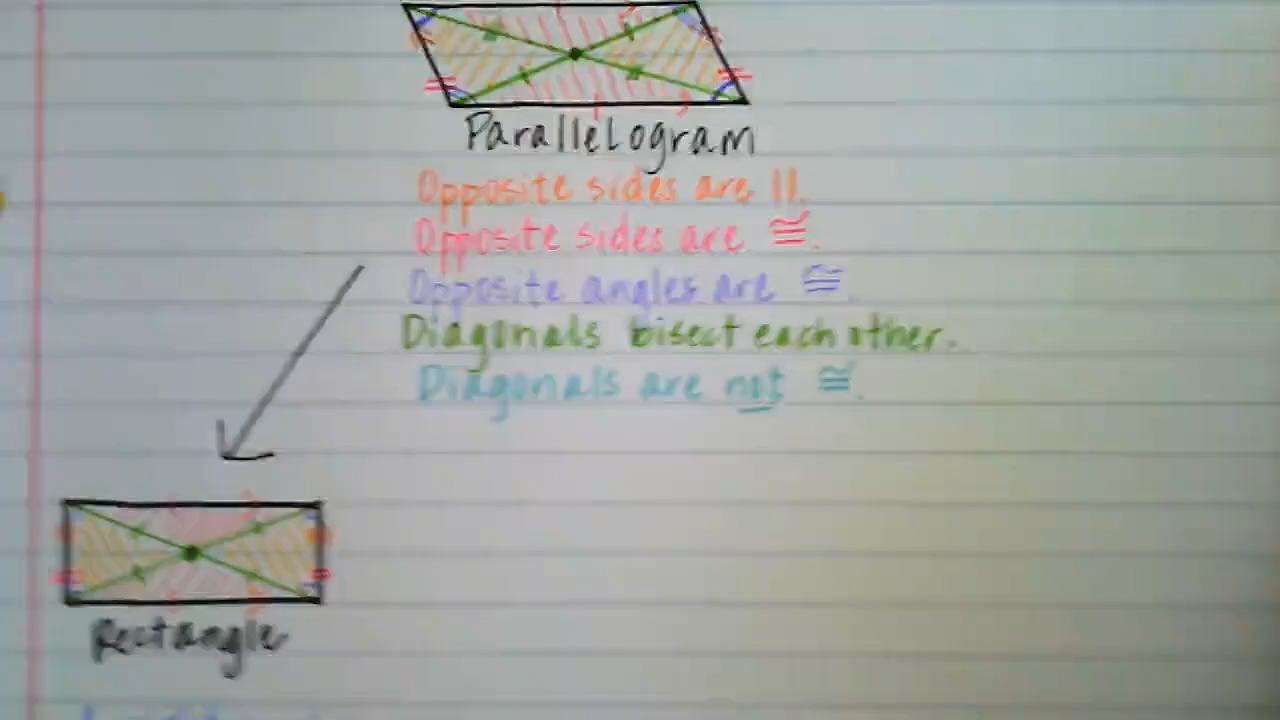 Parallelogram
Opposite sides are ||.
Opposite sides are ≅.
Opposite angles are ≅.
Diagonals bisect each other.
Diagonals are not ≅.
Rectangle